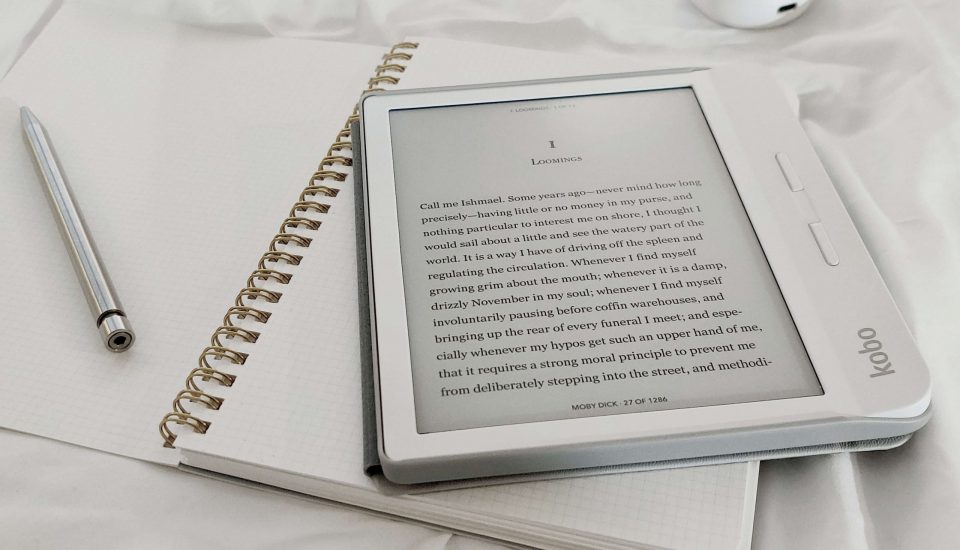 I
LOOMINGS
Call me Ishmael. Some years ago—never mind how long
precisely—having little or no money in my purse, and
nothing particular to interest me on shore, I thought I
would sail about a little and see the watery part of the
world. It is a way I have of driving off the spleen and
regulating the circulation. Whenever I find myself
growing grim about the mouth; whenever it is a damp,
drizzly November in my soul; whenever I find myself
involuntarily pausing before coffin warehouses, and
bringing up the rear of every funeral I meet; and espe-
cially whenever my hypos get such an upper hand of me,
that it requires a strong moral principle to prevent me
from deliberately stepping into the street, and methodi-
MOBY DICK · 27 OF 1286
kobo